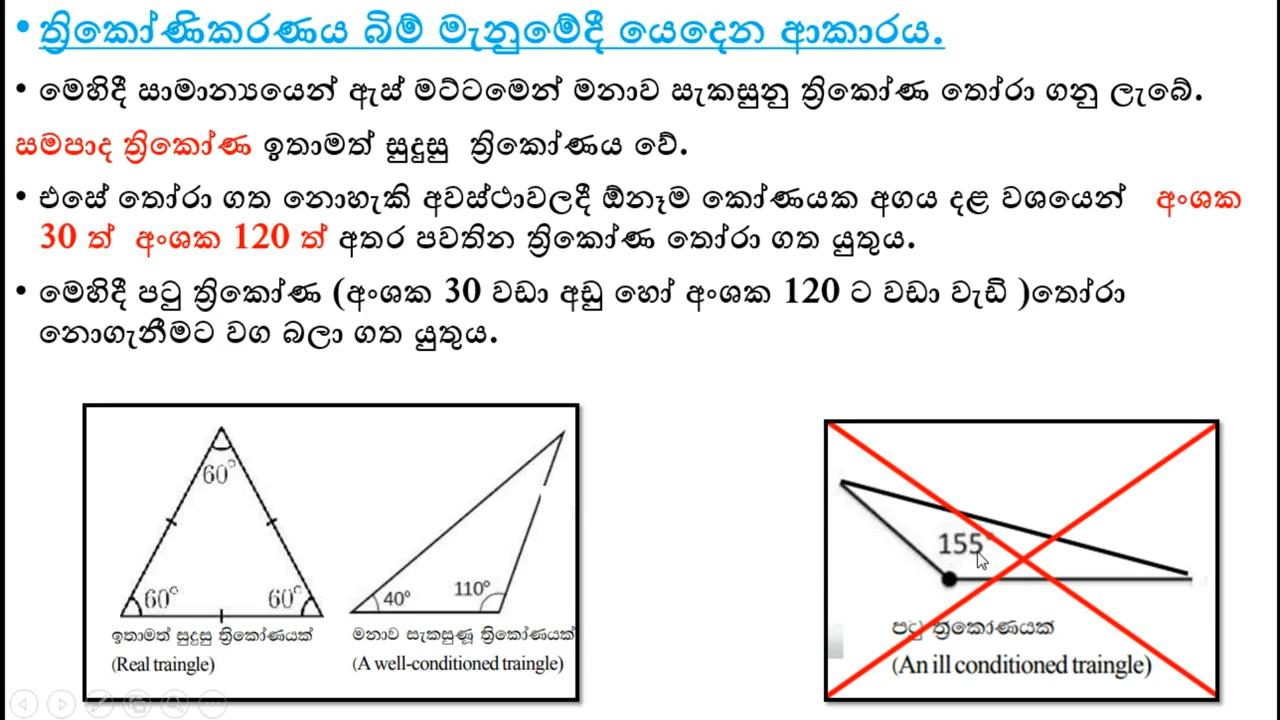 • ත්‍රිකෝණිකරණය බිම් මැනුමේදී යෙදෙන ආකාරය.
• මෙහිදී සාමාන්‍යයෙන් ඇස් මට්ටමෙන් මනාව සැකසුනු ත්‍රිකෝණ තෝරා ගනු ලැබේ.
සමපාද ත්‍රිකෝණ ඉතාමත් සුදුසු ත්‍රිකෝණය වේ.
• එසේ තෝරා ගත නොහැකි අවස්ථාවලදී ඕනෑම කෝණයක අගය දළ වශයෙන් අංශක
30 ත් අංශක 120 ත් අතර පවතින ත්‍රිකෝණ තෝරා ගත යුතුය.
• මෙහිදී පටු ත්‍රිකෝණ (අංශක 30 වඩා අඩු හෝ අංශක 120 ට වඩා වැඩි )තෝරා
නොගැනීමට වග බලා ගත යුතුය.
60°
60° 60°
ඉතාමත් සුදුසු ත්‍රිකෝණයක්
(Real traingle)
40° 110°
මනාව සැකසුණු ත්‍රිකෝණයක්
(A well-conditioned traingle)
155°
පටු ත්‍රිකෝණයක්
(An ill conditioned traingle)